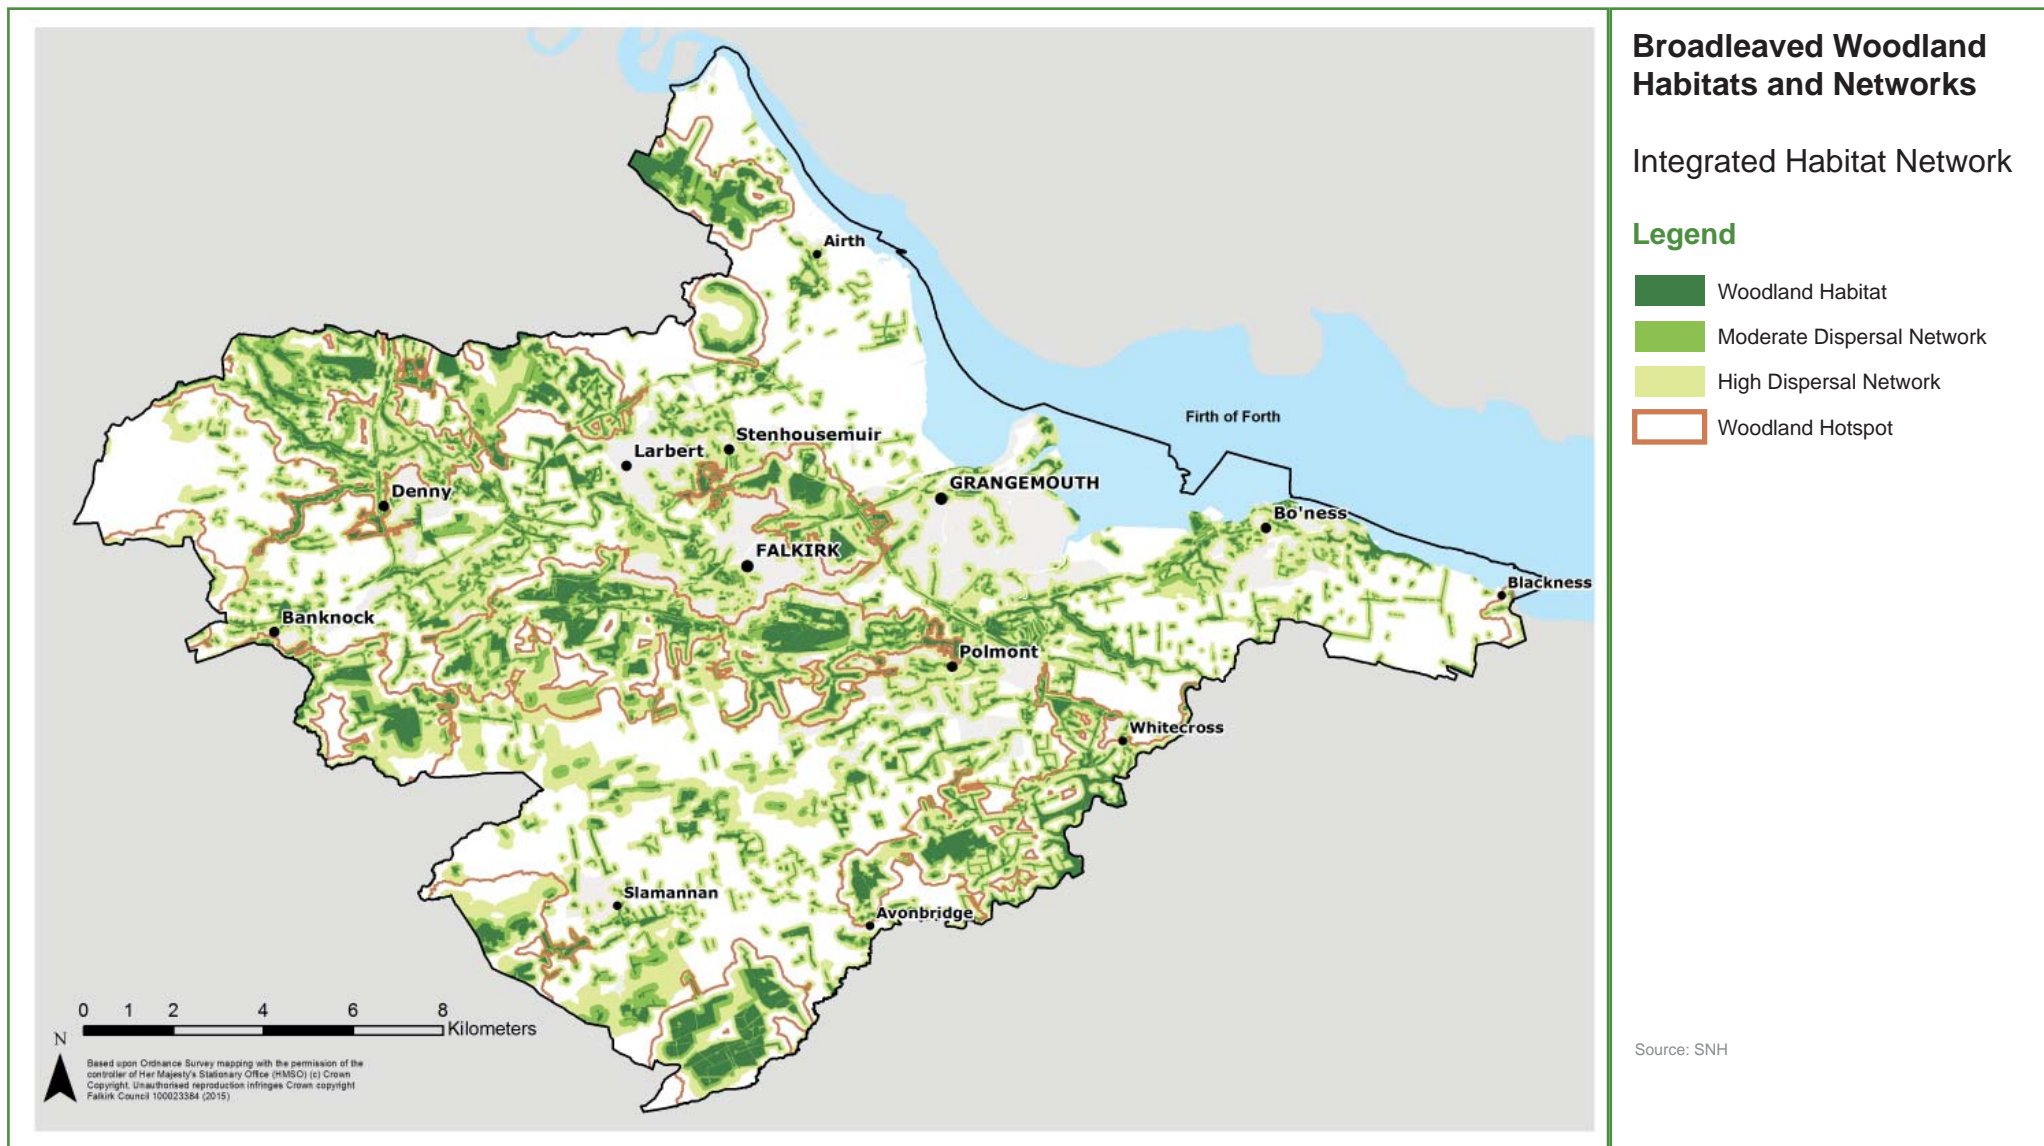 Broadleaved Woodland
Habitats and Networks
Integrated Habitat Network
Legend
Woodland Habitat
Moderate Dispersal Network
High Dispersal Network
Woodland Hotspot
Source: SNH
Airth
Firth of Forth
Stenhousemuir
Larbert
GRANGEMOUTH
Denny
Bo'ness
FALKIRK
Blackness
Banknock
Polmont
Whitecross
Slamannan
Avonbridge
0 1 2 4 6 8
Kilometers
N
Based upon Ordnance Survey mapping with the permission of the
controller of Her Majesty's Stationary Office (HMSO) (c) Crown
Copyright. Unauthorised reproduction infringes Crown copyright
Falkirk Council 100023384 (2015)